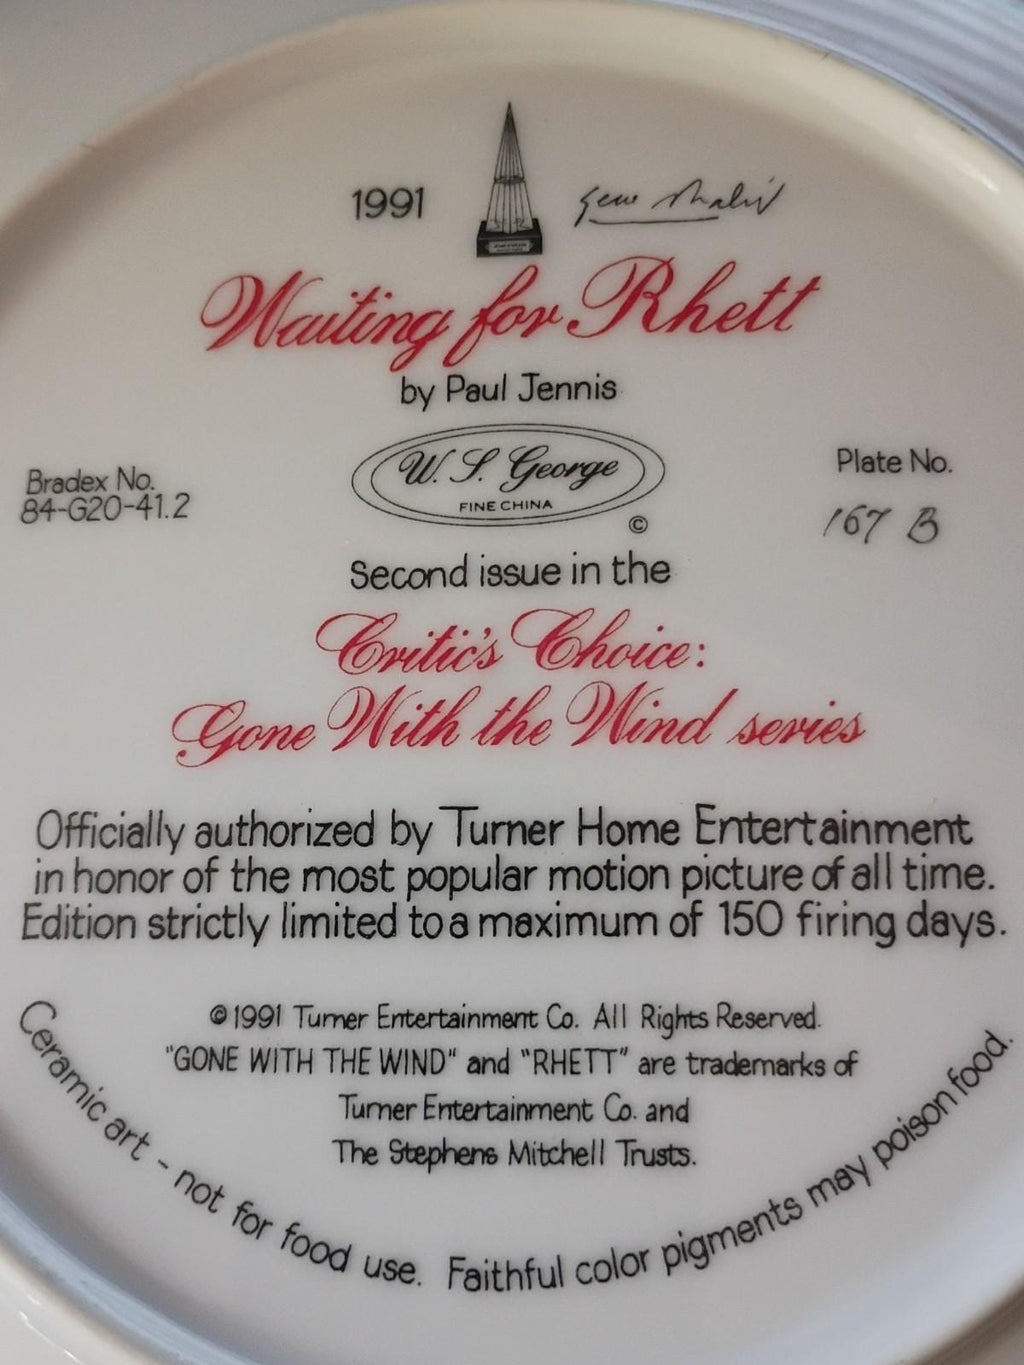 1991
Gene Shalit
Waiting for Rhett
by Paul Jennis
W. S. George
FINE CHINA
©
Bradex No.
84-G20-41.2
Plate No.
167 B
Second issue in the
Critic's Choice:
Gone With the Wind series
Officially authorized by Turner Home Entertainment
in honor of the most popular motion picture of all time.
Edition strictly limited to a maximum of 150 firing days.
©1991 Turner Entertainment Co. All Rights Reserved.
"GONE WITH THE WIND" and "RHETT" are trademarks of
Turner Entertainment Co. and
The Stephens Mitchell Trusts.
Ceramic art - not for food use. Faithful color pigments may poison food.